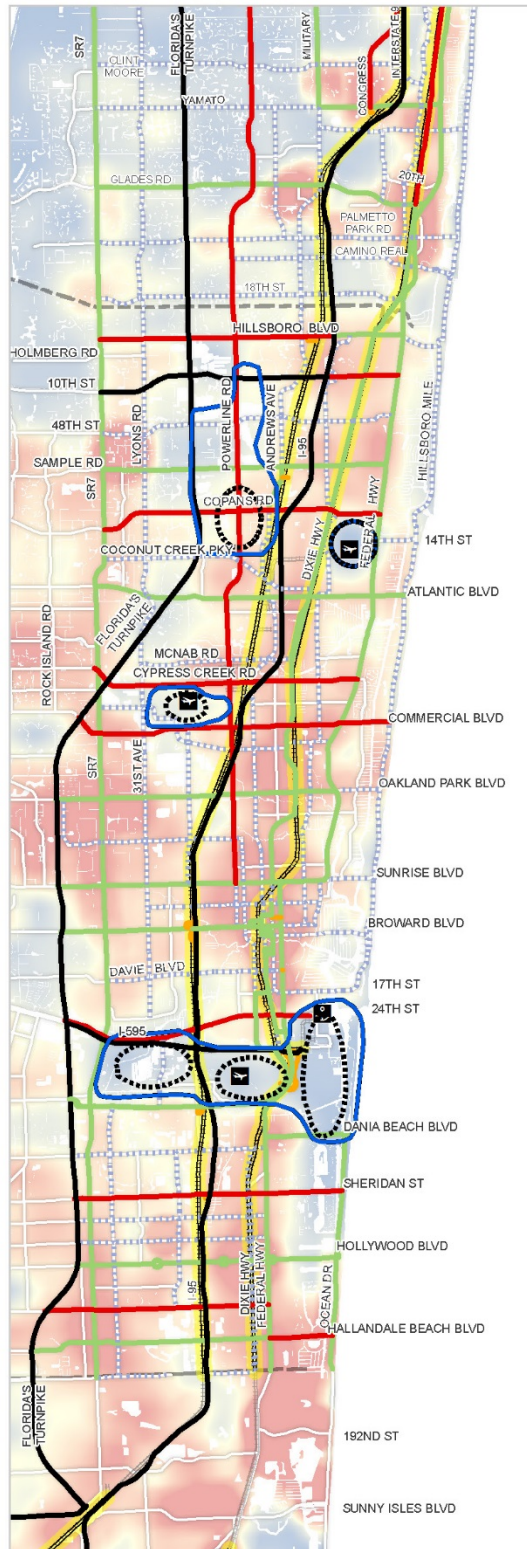 SR7
FLORIDA'S
TURNPIKE
MILITARY
CONGRESS
INTERSTATE 9
CLINT
MOORE
YAMATO
GLADES RD
20TH
PALMETTO
PARK RD
CAMINO REAL
18TH ST
HILLSBORO BLVD
HOLMBERG RD
10TH ST
POWERLINE RD
ANDREWS AVE
LYONS RD
48TH ST
I-95
HILLSBORO MILE
SAMPLE RD
SR7
COPANS RD
DIXIE HWY
FEDERAL HWY
14TH ST
COCONUT CREEK PKY
ATLANTIC BLVD
FLORIDA'S
TURNPIKE
ROCK ISLAND RD
MCNAB RD
CYPRESS CREEK RD
COMMERCIAL BLVD
31ST AVE
SR7
OAKLAND PARK BLVD
SUNRISE BLVD
BROWARD BLVD
DAVIE BLVD
17TH ST
24TH ST
I-595
DANIA BEACH BLVD
SHERIDAN ST
HOLLYWOOD BLVD
I-95
DIXIE HWY
FEDERAL HWY
OCEAN DR
HALLANDALE BEACH BLVD
FLORIDA'S
TURNPIKE
192ND ST
SUNNY ISLES BLVD